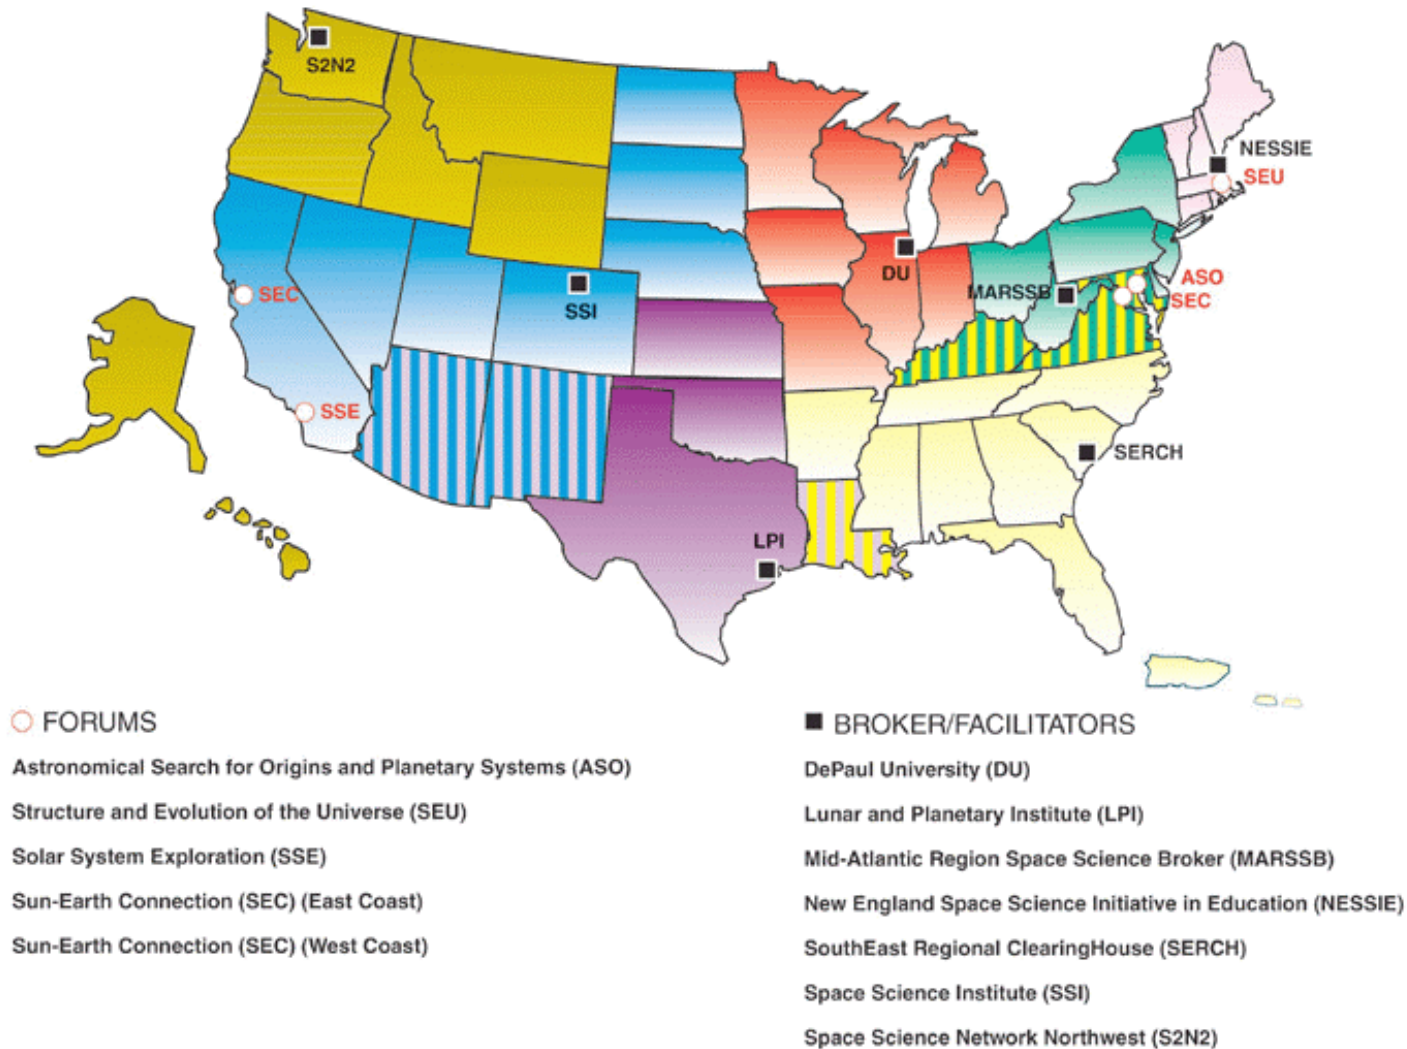 S2N2
NESSIE
SEU
DU
MARSSB
ASO
SEC
SEC
SSI
SSE
SERCH
LPI
FORUMS
Astronomical Search for Origins and Planetary Systems (ASO)
Structure and Evolution of the Universe (SEU)
Solar System Exploration (SSE)
Sun-Earth Connection (SEC) (East Coast)
Sun-Earth Connection (SEC) (West Coast)
BROKER/FACILITATORS
DePaul University (DU)
Lunar and Planetary Institute (LPI)
Mid-Atlantic Region Space Science Broker (MARSSB)
New England Space Science Initiative in Education (NESSIE)
SouthEast Regional ClearingHouse (SERCH)
Space Science Institute (SSI)
Space Science Network Northwest (S2N2)